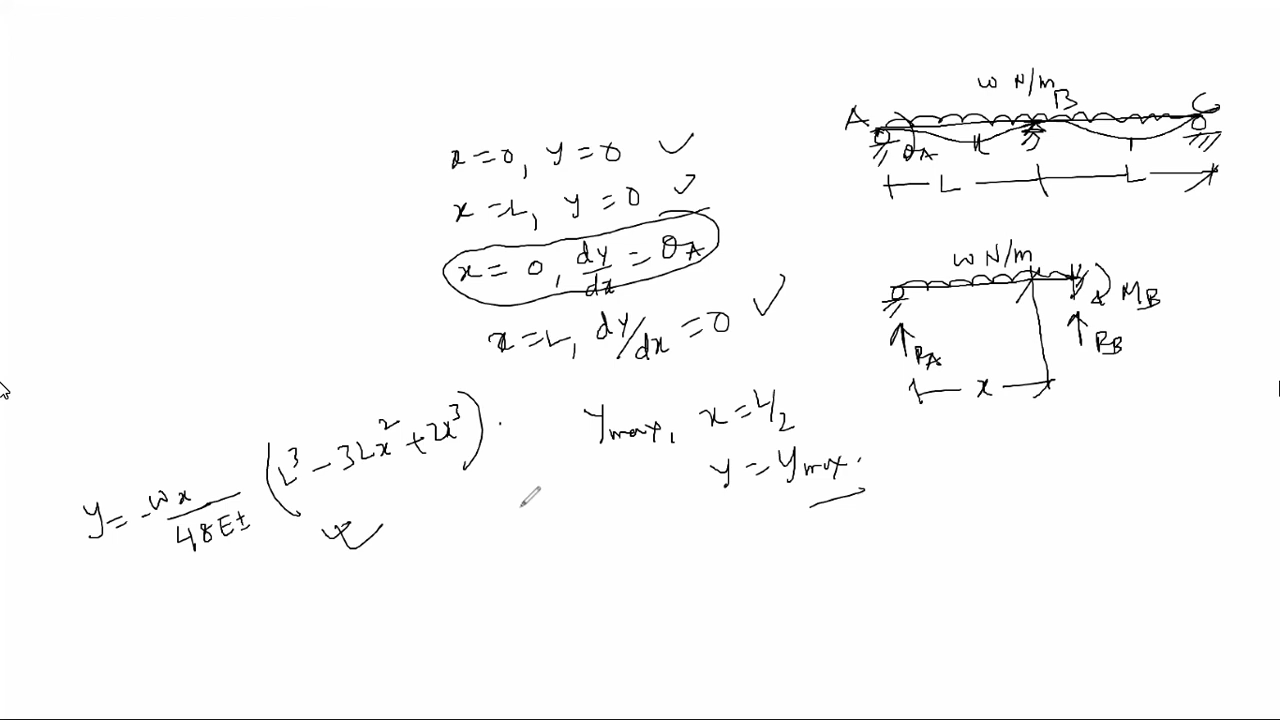 x = 0, y = 0 ✓
x = L, y = 0 ✓
x = 0, dy/dx = θA
x = L, dy/dx = 0 ✓
ymax, x = L/2
y = ymax.
y = -wx/48EI (L³ - 3Lx² + 2x³).
w N/m
A B C
θA
L L
w N/m
MB
RA RB
x